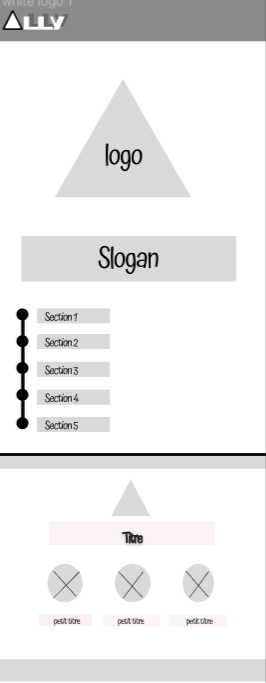 white logo 1
ALLY
logo
Slogan
Section 1
Section 2
Section 3
Section 4
Section 5
Titre
petit titre petit titre petit titre